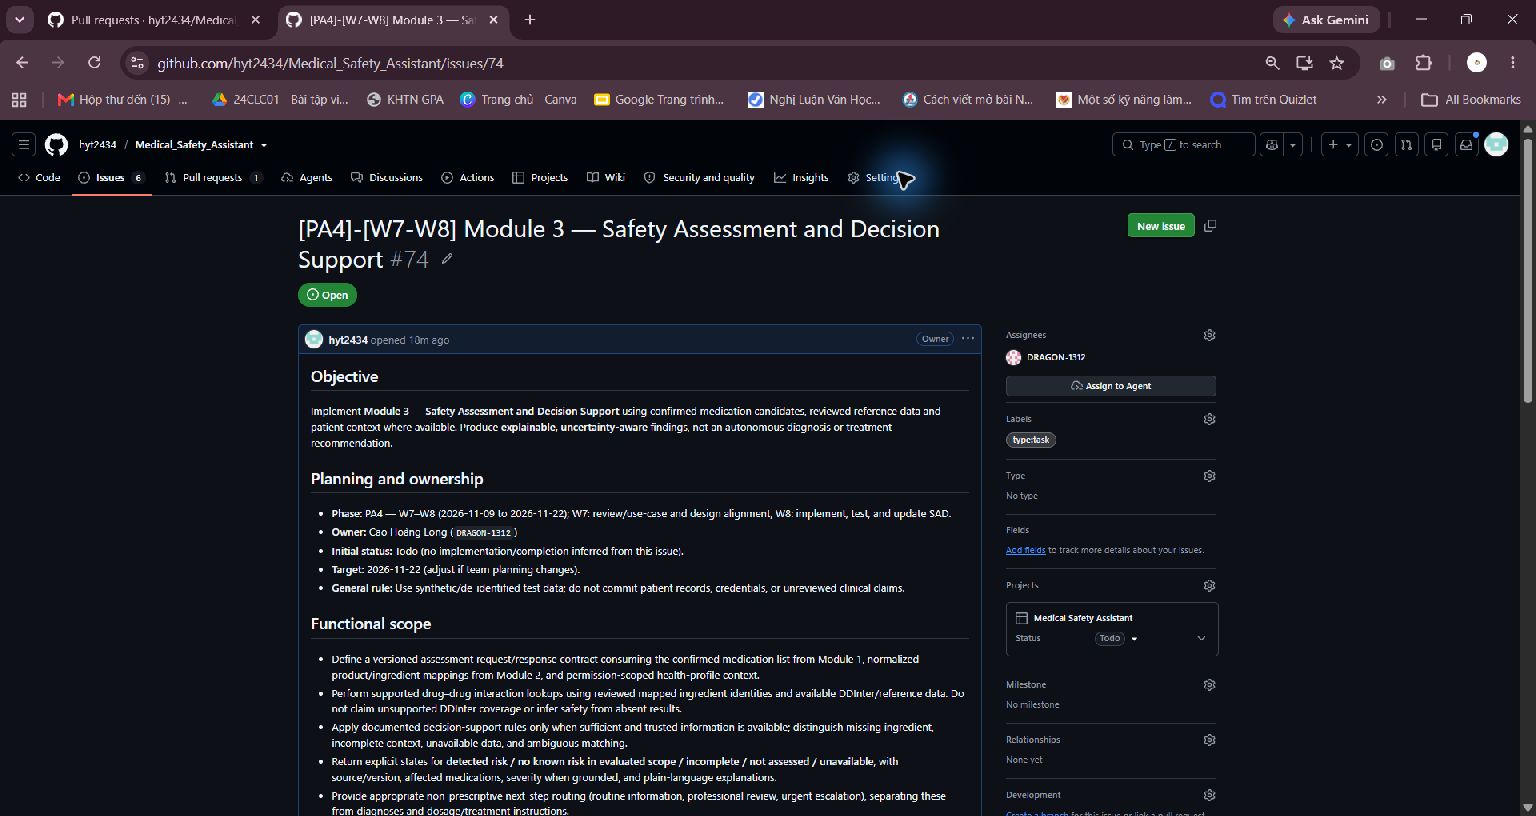 Pull requests · hyt2434/Medical
[PA4]-[W7-W8] Module 3 — Sa
Ask Gemini
github.com/hyt2434/Medical_Safety_Assistant/issues/74
Hộp thư đến (15) ...
24CLC01 Bài tập vi...
KHTN GPA
Trang chủ Canva
Google Trang trình...
Nghị Luận Văn Học...
Cách viết mở bài N...
Một số kỹ năng làm...
Tìm trên Quizlet
»
All Bookmarks
hyt2434 / Medical_Safety_Assistant
Type / to search
Code
Issues 6
Pull requests 1
Agents
Discussions
Actions
Projects
Wiki
Security and quality
Insights
Setting
[PA4]-[W7-W8] Module 3 — Safety Assessment and Decision
Support #74
New issue
Open
hyt2434 opened 18m ago
Owner
Objective
Implement Module 3 — Safety Assessment and Decision Support using confirmed medication candidates, reviewed reference data and
patient context where available. Produce explainable, uncertainty-aware findings, not an autonomous diagnosis or treatment
recommendation.
Planning and ownership
• Phase: PA4 — W7–W8 (2026-11-09 to 2026-11-22); W7: review/use-case and design alignment, W8: implement, test, and update SAD.
• Owner: Cao Hoàng Long (DRAGON-1312)
• Initial status: Todo (no implementation/completion inferred from this issue).
• Target: 2026-11-22 (adjust if team planning changes).
• General rule: Use synthetic/de-identified test data; do not commit patient records, credentials, or unreviewed clinical claims.
Functional scope
• Define a versioned assessment request/response contract consuming the confirmed medication list from Module 1, normalized
product/ingredient mappings from Module 2, and permission-scoped health-profile context.
• Perform supported drug–drug interaction lookups using reviewed mapped ingredient identities and available DDInter/reference data. Do
not claim unsupported DDInter coverage or infer safety from absent results.
• Apply documented decision-support rules only when sufficient and trusted information is available; distinguish missing ingredient,
incomplete context, unavailable data, and ambiguous matching.
• Return explicit states for detected risk / no known risk in evaluated scope / incomplete / not assessed / unavailable, with
source/version, affected medications, severity when grounded, and plain-language explanations.
• Provide appropriate non-prescriptive next-step routing (routine information, professional review, urgent escalation), separating these
from diagnoses and dosage/treatment instructions.
Assignees
DRAGON-1312
Assign to Agent
Labels
type:task
Type
No type
Fields
Add fields to track more details about your issues.
Projects
Medical Safety Assistant
Status Todo
Milestone
No milestone
Relationships
None yet
Development
Create a branch for this issue or link a pull request.